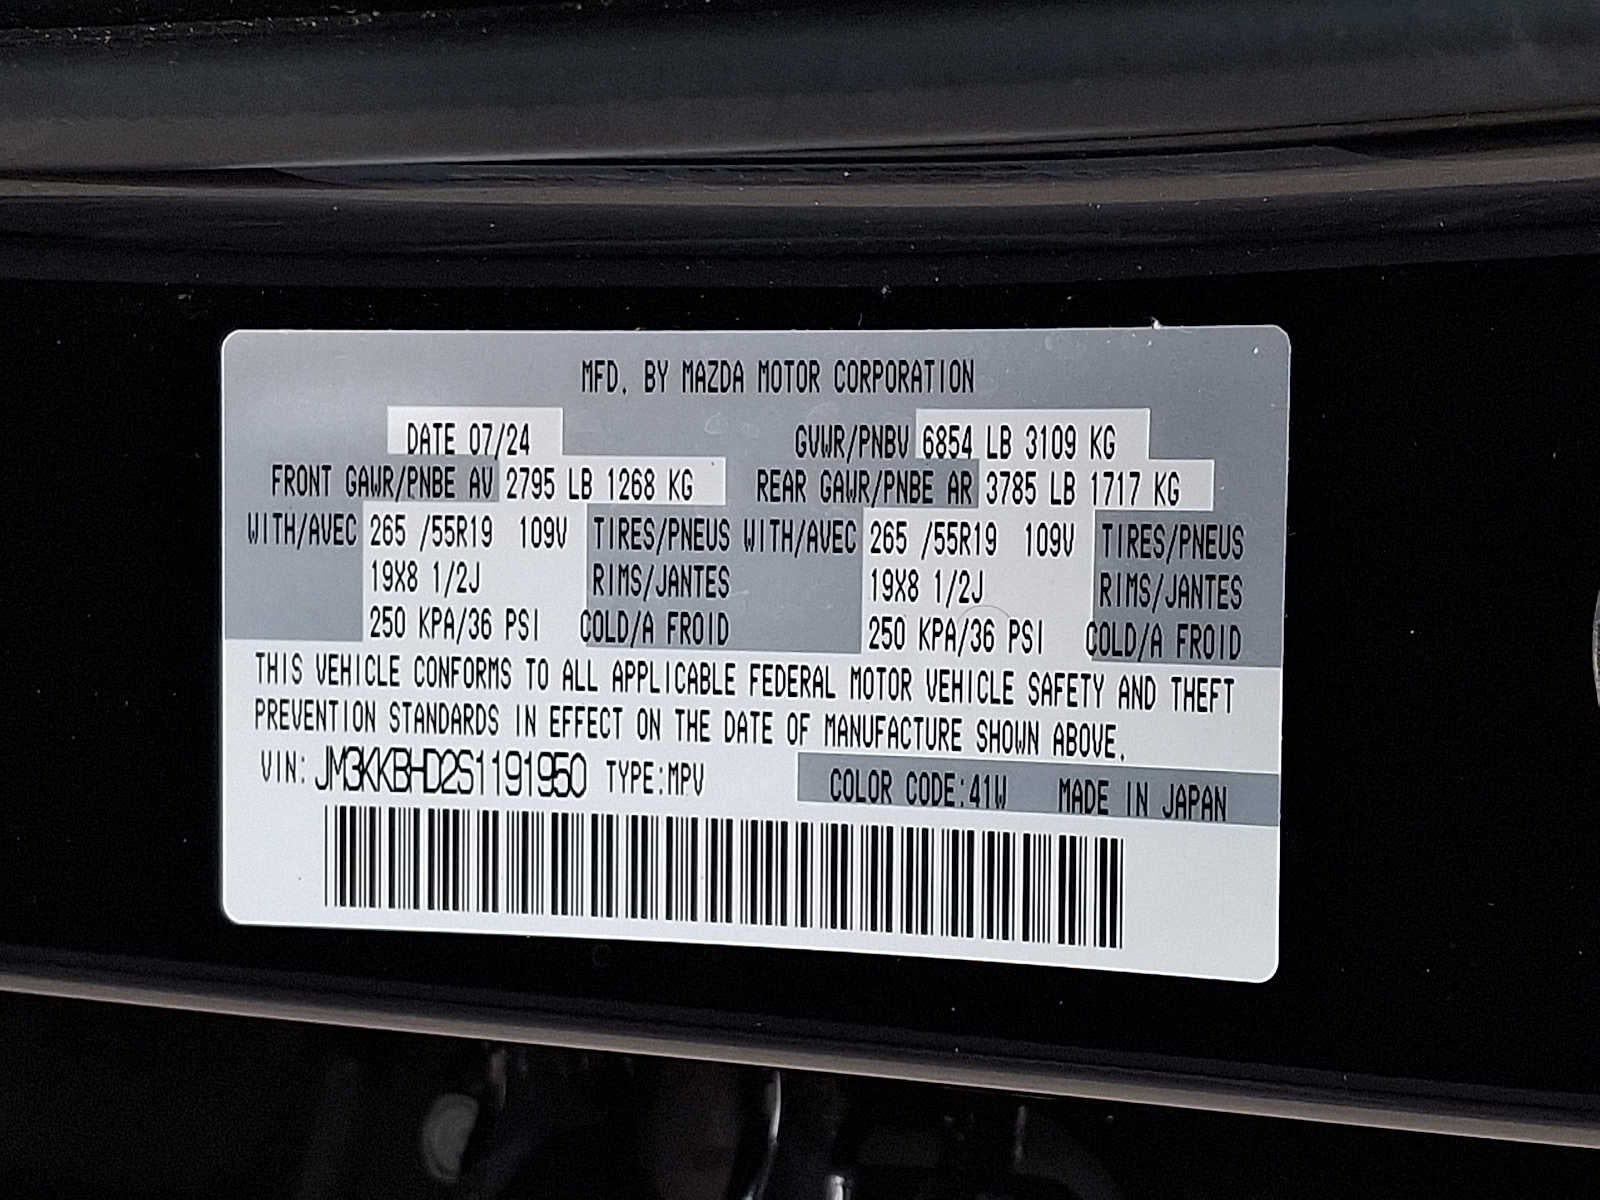 MFD. BY MAZDA MOTOR CORPORATION
DATE 07/24 GVWR/PNBV 6854 LB 3109 KG
FRONT GAWR/PNBE AV 2795 LB 1268 KG REAR GAWR/PNBE AR 3785 LB 1717 KG
WITH/AVEC 265 /55R19 109V TIRES/PNEUS WITH/AVEC 265 /55R19 109V TIRES/PNEUS
19X8 1/2J RIMS/JANTES 19X8 1/2J RIMS/JANTES
250 KPA/36 PSI COLD/A FROID 250 KPA/36 PSI COLD/A FROID
THIS VEHICLE CONFORMS TO ALL APPLICABLE FEDERAL MOTOR VEHICLE SAFETY AND THEFT
PREVENTION STANDARDS IN EFFECT ON THE DATE OF MANUFACTURE SHOWN ABOVE.
VIN: JM3KKBHD2S1191950 TYPE:MPV COLOR CODE:41W MADE IN JAPAN